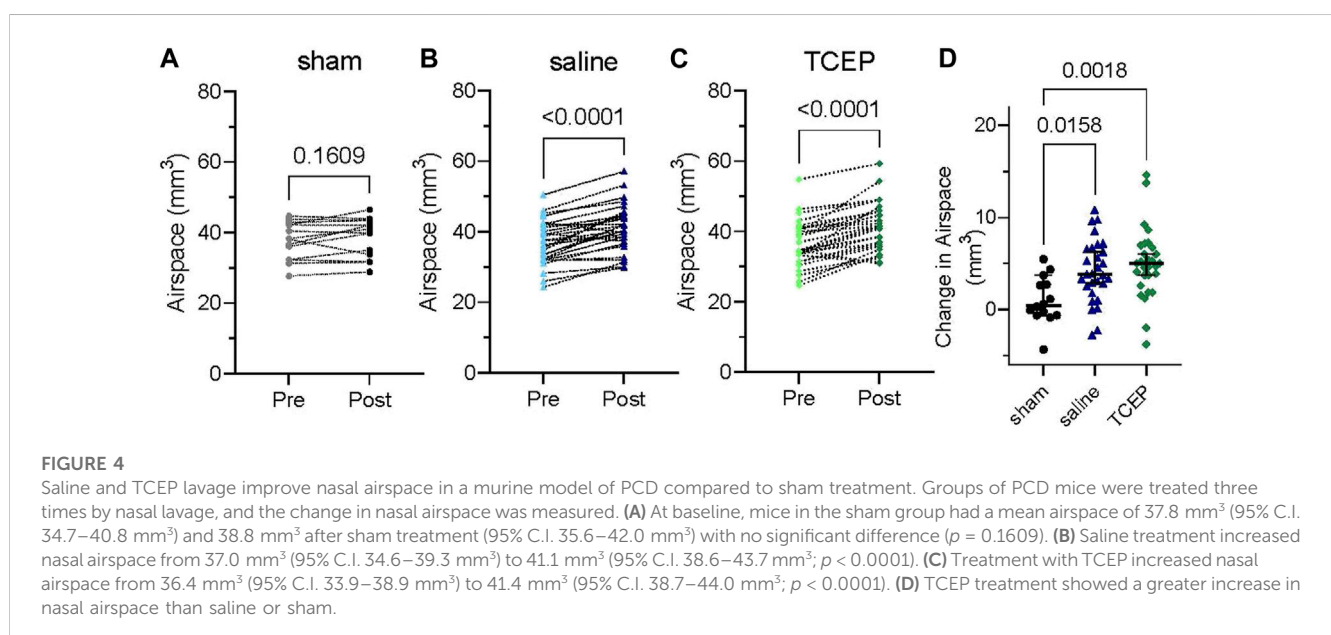 A
sham
80
60
40
20
0
Airspace (mm³)
0.1609
Pre
Post
B
saline
80
60
40
20
0
Airspace (mm³)
<0.0001
Pre
Post
C
TCEP
80
60
40
20
0
Airspace (mm³)
<0.0001
Pre
Post
D
0.0018
0.0158
20
10
0
Change in Airspace
(mm³)
sham
saline
TCEP
FIGURE 4
Saline and TCEP lavage improve nasal airspace in a murine model of PCD compared to sham treatment. Groups of PCD mice were treated three
times by nasal lavage, and the change in nasal airspace was measured. (A) At baseline, mice in the sham group had a mean airspace of 37.8 mm³ (95% C.I.
34.7–40.8 mm³) and 38.8 mm³ after sham treatment (95% C.I. 35.6–42.0 mm³) with no significant difference (p = 0.1609). (B) Saline treatment increased
nasal airspace from 37.0 mm³ (95% C.I. 34.6–39.3 mm³) to 41.1 mm³ (95% C.I. 38.6–43.7 mm³; p < 0.0001). (C) Treatment with TCEP increased nasal
airspace from 36.4 mm³ (95% C.I. 33.9–38.9 mm³) to 41.4 mm³ (95% C.I. 38.7–44.0 mm³; p < 0.0001). (D) TCEP treatment showed a greater increase in
nasal airspace than saline or sham.